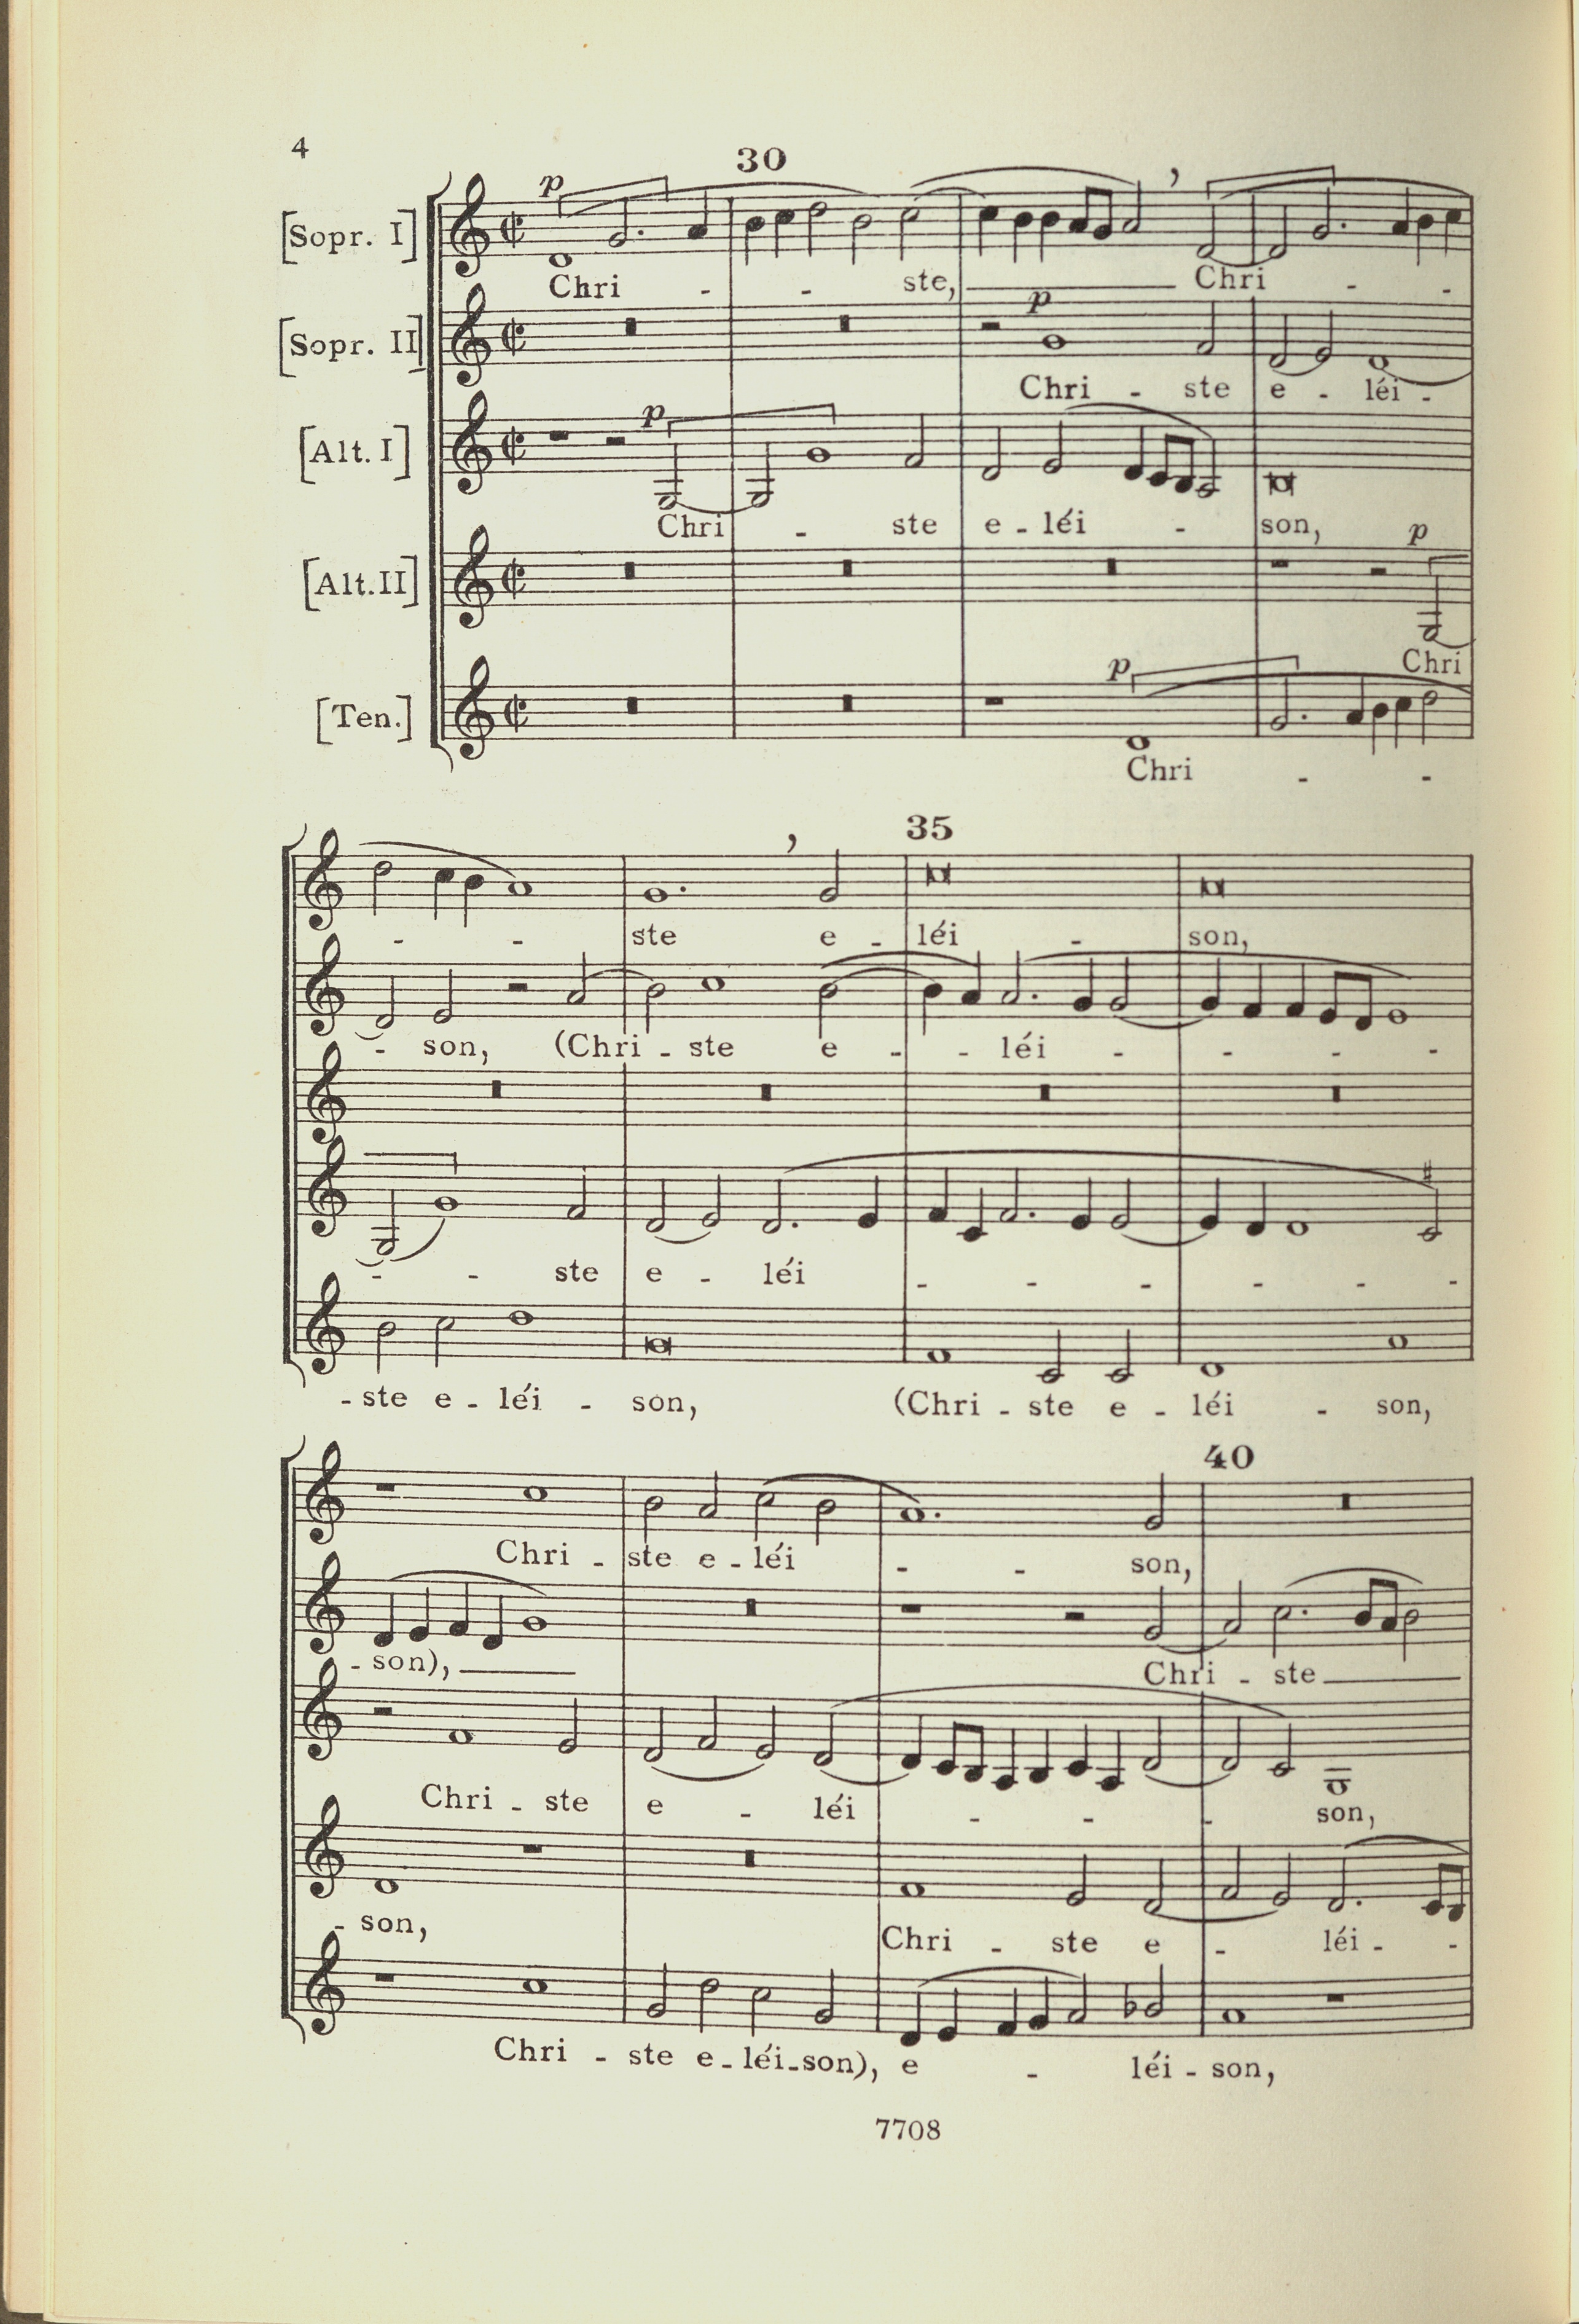 4
30
p
[Sopr. I]
Chri - - ste, Chri - -
p
[Sopr. II]
Chri - ste e - léi -
p
[Alt. I]
Chri - ste e - léi - son,
p
[Alt. II]
Chri
p
[Ten.]
Chri - -
35
- - ste e - léi - son,
- son, (Chri - ste e - - léi - - - -
- - ste e - léi - - - - - -
- ste e - léi - son, (Chri - ste e - léi - son,
40
Chri - ste e - léi - - son,
- son), Chri - ste
Chri - ste e - léi - - - son,
- son, Chri - ste e - léi - -
Chri - ste e - léi - son), e - léi - son,
7708